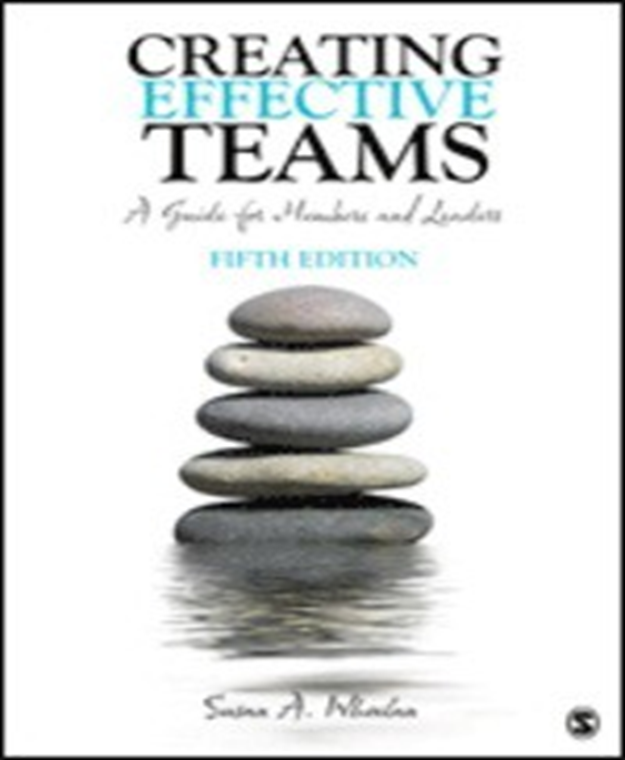 CREATING
EFFECTIVE
TEAMS
A Guide for Members and Leaders
FIFTH EDITION
Susan A. Wheelan
S